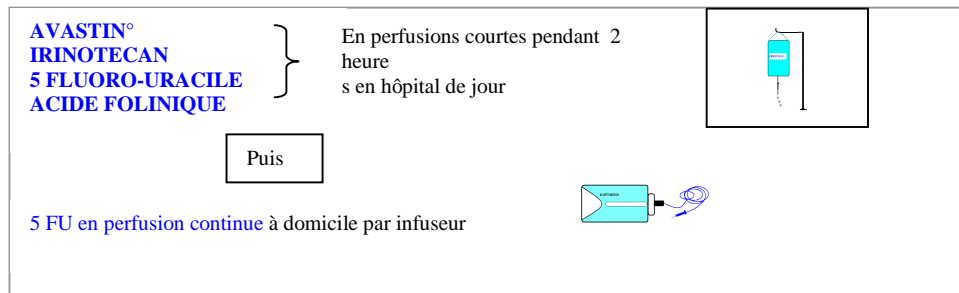 AVASTIN°
IRINOTECAN
5 FLUORO-URACILE
ACIDE FOLINIQUE
En perfusions courtes pendant 2
heure
s en hôpital de jour
Puis
5 FU en perfusion continue à domicile par infuseur